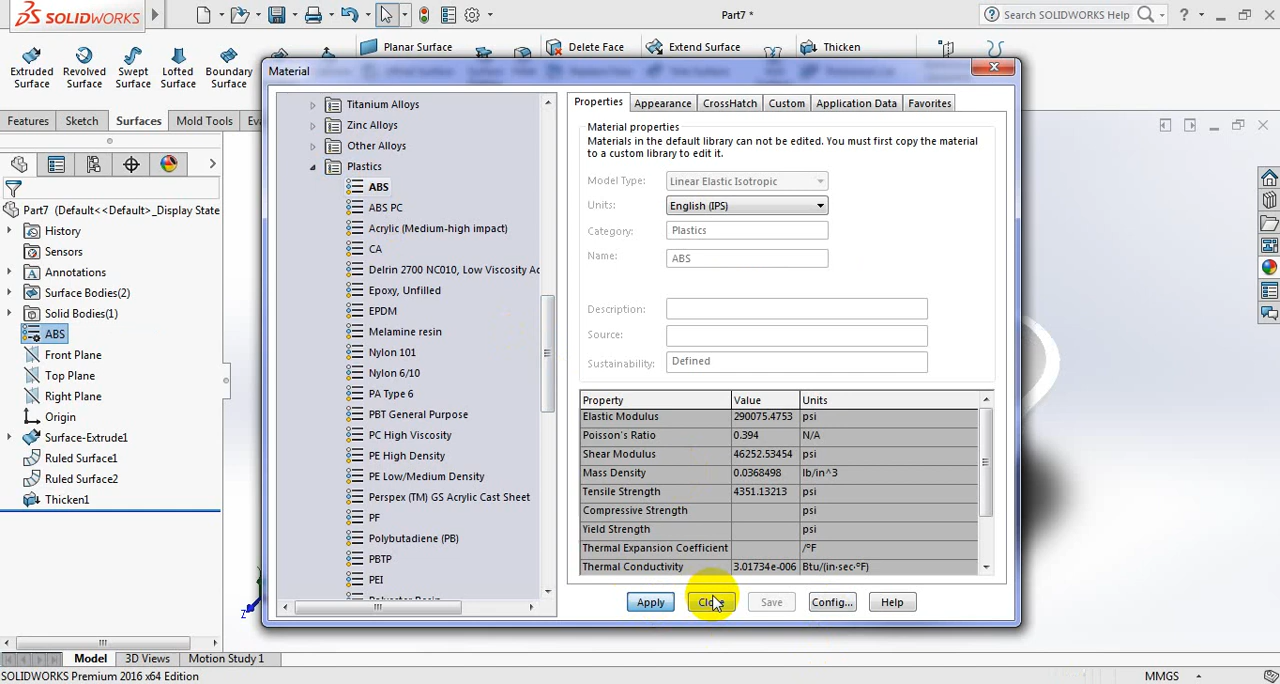 SOLIDWORKS
Part7 *
Search SOLIDWORKS Help
?
Extruded Surface
Revolved Surface
Swept Surface
Lofted Surface
Boundary Surface
Planar Surface
Delete Face
Extend Surface
Thicken
Features
Sketch
Surfaces
Mold Tools
Part7 (Default<<Default>_Display State
History
Sensors
Annotations
Surface Bodies(2)
Solid Bodies(1)
ABS
Front Plane
Top Plane
Right Plane
Origin
Surface-Extrude1
Ruled Surface1
Ruled Surface2
Thicken1
Material
Titanium Alloys
Zinc Alloys
Other Alloys
Plastics
ABS
ABS PC
Acrylic (Medium-high impact)
CA
Delrin 2700 NC010, Low Viscosity Ac
Epoxy, Unfilled
EPDM
Melamine resin
Nylon 101
Nylon 6/10
PA Type 6
PBT General Purpose
PC High Viscosity
PE High Density
PE Low/Medium Density
Perspex (TM) GS Acrylic Cast Sheet
PF
Polybutadiene (PB)
PBTP
PEI
Properties
Appearance
CrossHatch
Custom
Application Data
Favorites
Material properties
Materials in the default library can not be edited. You must first copy the material
to a custom library to edit it.
Model Type: Linear Elastic Isotropic
Units: English (IPS)
Category: Plastics
Name: ABS
Description:
Source:
Sustainability: Defined
Property Value Units
Elastic Modulus 290075.4753 psi
Poisson's Ratio 0.394 N/A
Shear Modulus 46252.53454 psi
Mass Density 0.0368498 lb/in^3
Tensile Strength 4351.13213 psi
Compressive Strength psi
Yield Strength psi
Thermal Expansion Coefficient /°F
Thermal Conductivity 3.01734e-006 Btu/(in·sec·°F)
Apply
Save
Config...
Help
Z
Model
3D Views
Motion Study 1
SOLIDWORKS Premium 2016 x64 Edition
MMGS